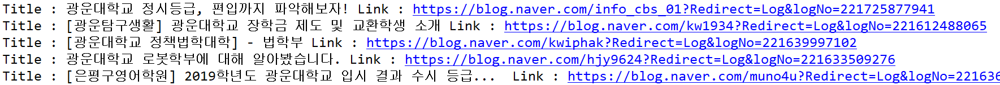 Title : 광운대학교 정시등급, 편입까지 파악해보자! Link : https://blog.naver.com/info_cbs_01?Redirect=Log&logNo=221725877941
Title : [광운탐구생활] 광운대학교 장학금 제도 및 교환학생 소개 Link : https://blog.naver.com/kw1934?Redirect=Log&logNo=221612488065
Title : [광운대학교 정책법학대학] - 법학부 Link : https://blog.naver.com/kwiphak?Redirect=Log&logNo=221639997102
Title : 광운대학교 로봇학부에 대해 알아봤습니다. Link : https://blog.naver.com/hjy9624?Redirect=Log&logNo=221633509276
Title : [은평구영어학원] 2019학년도 광운대학교 입시 결과 수시 등급... Link : https://blog.naver.com/muno4u?Redirect=Log&logNo=221636